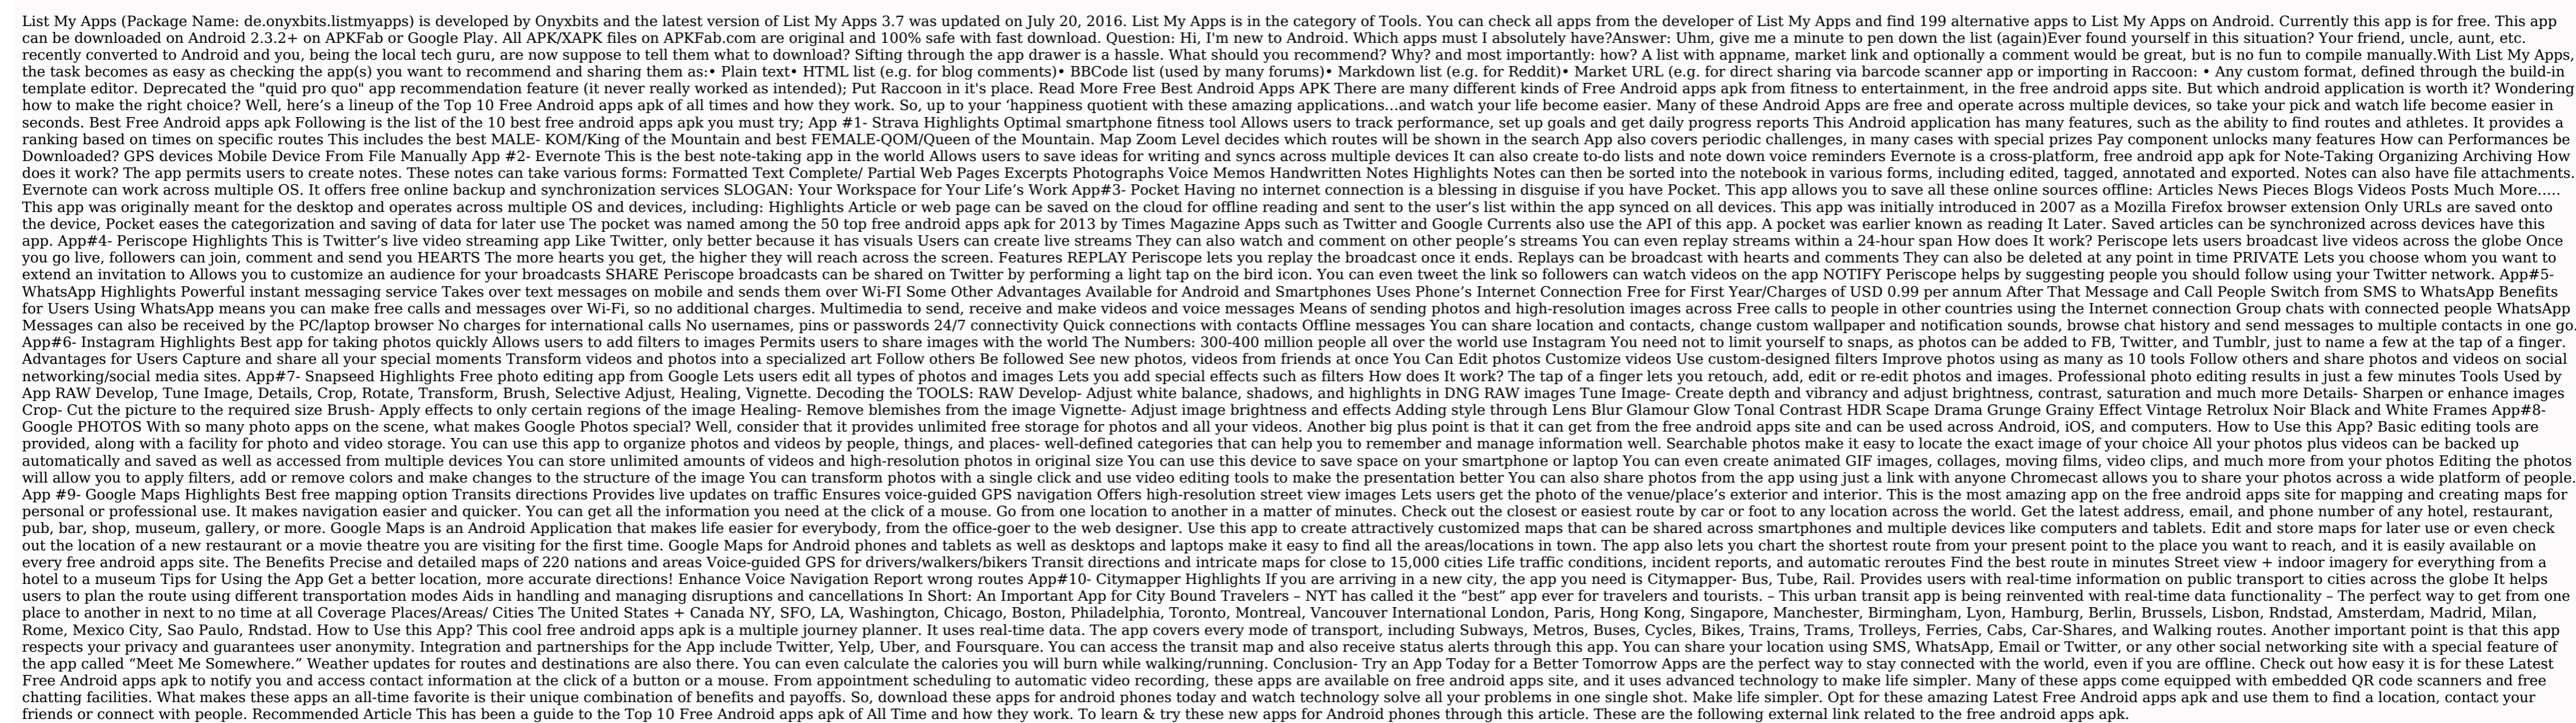 List My Apps (Package Name: de.onyxbits.listmyapps) is developed by Onyxbits and the latest version of List My Apps 3.7 was updated on July 20, 2016. List My Apps is in the category of Tools. You can check all apps from the developer of List My Apps and find 199 alternative apps to List My Apps on Android. Currently this app is for free. This app
can be downloaded on Android 2.3.2+ on APKFab or Google Play. All APK/XAPK files on APKFab.com are original and 100% safe with fast download. Question: Hi, I'm new to Android. Which apps must I absolutely have?Answer: Uhm, give me a minute to pen down the list (again)Ever found yourself in this situation? Your friend, uncle, aunt, etc.
recently converted to Android and you, being the local tech guru, are now suppose to tell them what to download? Sifting through the app drawer is a hassle. What should you recommend? Why? and most importantly: how? A list with appname, market link and optionally a comment would be great, but is no fun to compile manually.With List My Apps,
the task becomes as easy as checking the app(s) you want to recommend and sharing them as:• Plain text• HTML list (e.g. for blog comments)• BBCode list (used by many forums)• Markdown list (e.g. for Reddit)• Market URL (e.g. for direct sharing via barcode scanner app or importing in Raccoon: • Any custom format, defined through the build-in
template editor. Deprecated the "quid pro quo" app recommendation feature (it never really worked as intended); Put Raccoon in it's place. Read More Free Best Android Apps APK There are many different kinds of Free Android apps apk from fitness to entertainment, in the free android apps site. But which android application is worth it? Wondering
how to make the right choice? Well, here's a lineup of the Top 10 Free Android apps apk of all times and how they work. So, up to your 'happiness quotient with these amazing applications...and watch your life become easier. Many of these Android Apps are free and operate across multiple devices, so take your pick and watch life become easier in
seconds. Best Free Android apps apk Following is the list of the 10 best free android apps apk you must try; App #1- Strava Highlights Optimal smartphone fitness tool Allows users to track performance, set up goals and get daily progress reports This Android application has many features, such as the ability to find routes and athletes. It provides a
ranking based on times on specific routes This includes the best MALE- KOM/King of the Mountain and best FEMALE-QOM/Queen of the Mountain. Map Zoom Level decides which routes will be shown in the search App also covers periodic challenges, in many cases with special prizes Pay component unlocks many features How can Performances be
Downloaded? GPS devices Mobile Device From File Manually App #2- Evernote This is the best note-taking app in the world Allows users to save ideas for writing and syncs across multiple devices It can also create to-do lists and note down voice reminders Evernote is a cross-platform, free android app apk for Note-Taking Organizing Archiving How
does it work? The app permits users to create notes. These notes can take various forms: Formatted Text Complete/ Partial Web Pages Excerpts Photographs Voice Memos Handwritten Notes Highlights Notes can then be sorted into the notebook in various forms, including edited, tagged, annotated and exported. Notes can also have file attachments.
Evernote can work across multiple OS. It offers free online backup and synchronization services SLOGAN: Your Workspace for Your Life's Work App#3- Pocket Having no internet connection is a blessing in disguise if you have Pocket. This app allows you to save all these online sources offline: Articles News Pieces Blogs Videos Posts Much More.....
This app was originally meant for the desktop and operates across multiple OS and devices, including: Highlights Article or web page can be saved on the cloud for offline reading and sent to the user's list within the app synced on all devices. This app was initially introduced in 2007 as a Mozilla Firefox browser extension Only URLs are saved onto
the device, Pocket eases the categorization and saving of data for later use The pocket was named among the 50 top free android apps apk for 2013 by Times Magazine Apps such as Twitter and Google Currents also use the API of this app. A pocket was earlier known as reading It Later. Saved articles can be synchronized across devices have this
app. App#4- Periscope Highlights This is Twitter's live video streaming app Like Twitter, only better because it has visuals Users can create live streams They can also watch and comment on other people's streams You can even replay streams within a 24-hour span How does It work? Periscope lets users broadcast live videos across the globe Once
you go live, followers can join, comment and send you HEARTS The more hearts you get, the higher they will reach across the screen. Features REPLAY Periscope lets you replay the broadcast once it ends. Replays can be broadcast with hearts and comments They can also be deleted at any point in time PRIVATE Lets you choose whom you want to
extend an invitation to Allows you to customize an audience for your broadcasts SHARE Periscope broadcasts can be shared on Twitter by performing a light tap on the bird icon. You can even tweet the link so followers can watch videos on the app NOTIFY Periscope helps by suggesting people you should follow using your Twitter network. App#5-
WhatsApp Highlights Powerful instant messaging service Takes over text messages on mobile and sends them over Wi-FI Some Other Advantages Available for Android and Smartphones Uses Phone's Internet Connection Free for First Year/Charges of USD 0.99 per annum After That Message and Call People Switch from SMS to WhatsApp Benefits
for Users Using WhatsApp means you can make free calls and messages over Wi-Fi, so no additional charges. Multimedia to send, receive and make videos and voice messages Means of sending photos and high-resolution images across Free calls to people in other countries using the Internet connection Group chats with connected people WhatsApp
Messages can also be received by the PC/laptop browser No charges for international calls No usernames, pins or passwords 24/7 connectivity Quick connections with contacts Offline messages You can share location and contacts, change custom wallpaper and notification sounds, browse chat history and send messages to multiple contacts in one go.
App#6- Instagram Highlights Best app for taking photos quickly Allows users to add filters to images Permits users to share images with the world The Numbers: 300-400 million people all over the world use Instagram You need not to limit yourself to snaps, as photos can be added to FB, Twitter, and Tumblr, just to name a few at the tap of a finger.
Advantages for Users Capture and share all your special moments Transform videos and photos into a specialized art Follow others Be followed See new photos, videos from friends at once You Can Edit photos Customize videos Use custom-designed filters Improve photos using as many as 10 tools Follow others and share photos and videos on social
networking/social media sites. App#7- Snapseed Highlights Free photo editing app from Google Lets users edit all types of photos and images Lets you add special effects such as filters How does It work? The tap of a finger lets you retouch, add, edit or re-edit photos and images. Professional photo editing results in just a few minutes Tools Used by
App RAW Develop, Tune Image, Details, Crop, Rotate, Transform, Brush, Selective Adjust, Healing, Vignette. Decoding the TOOLS: RAW Develop- Adjust white balance, shadows, and highlights in DNG RAW images Tune Image- Create depth and vibrancy and adjust brightness, contrast, saturation and much more Details- Sharpen or enhance images
Crop- Cut the picture to the required size Brush- Apply effects to only certain regions of the image Healing- Remove blemishes from the image Vignette- Adjust image brightness and effects Adding style through Lens Blur Glamour Glow Tonal Contrast HDR Scape Drama Grunge Grainy Effect Vintage Retrolux Noir Black and White Frames App#8-
Google PHOTOS With so many photo apps on the scene, what makes Google Photos special? Well, consider that it provides unlimited free storage for photos and all your videos. Another big plus point is that it can get from the free android apps site and can be used across Android, iOS, and computers. How to Use this App? Basic editing tools are
provided, along with a facility for photo and video storage. You can use this app to organize photos and videos by people, things, and places- well-defined categories that can help you to remember and manage information well. Searchable photos make it easy to locate the exact image of your choice All your photos plus videos can be backed up
automatically and saved as well as accessed from multiple devices You can store unlimited amounts of videos and high-resolution photos in original size You can use this device to save space on your smartphone or laptop You can even create animated GIF images, collages, moving films, video clips, and much more from your photos Editing the photos
will allow you to apply filters, add or remove colors and make changes to the structure of the image You can transform photos with a single click and use video editing tools to make the presentation better You can also share photos from the app using just a link with anyone Chromecast allows you to share your photos across a wide platform of people.
App #9- Google Maps Highlights Best free mapping option Transits directions Provides live updates on traffic Ensures voice-guided GPS navigation Offers high-resolution street view images Lets users get the photo of the venue/place's exterior and interior. This is the most amazing app on the free android apps site for mapping and creating maps for
personal or professional use. It makes navigation easier and quicker. You can get all the information you need at the click of a mouse. Go from one location to another in a matter of minutes. Check out the closest or easiest route by car or foot to any location across the world. Get the latest address, email, and phone number of any hotel, restaurant,
pub, bar, shop, museum, gallery, or more. Google Maps is an Android Application that makes life easier for everybody, from the office-goer to the web designer. Use this app to create attractively customized maps that can be shared across smartphones and multiple devices like computers and tablets. Edit and store maps for later use or even check
out the location of a new restaurant or a movie theatre you are visiting for the first time. Google Maps for Android phones and tablets as well as desktops and laptops make it easy to find all the areas/locations in town. The app also lets you chart the shortest route from your present point to the place you want to reach, and it is easily available on
every free android apps site. The Benefits Precise and detailed maps of 220 nations and areas Voice-guided GPS for drivers/walkers/bikers Transit directions and intricate maps for close to 15,000 cities Life traffic conditions, incident reports, and automatic reroutes Find the best route in minutes Street view + indoor imagery for everything from a
hotel to a museum Tips for Using the App Get a better location, more accurate directions! Enhance Voice Navigation Report wrong routes App#10- Citymapper Highlights If you are arriving in a new city, the app you need is Citymapper- Bus, Tube, Rail. Provides users with real-time information on public transport to cities across the globe It helps
users to plan the route using different transportation modes Aids in handling and managing disruptions and cancellations In Short: An Important App for City Bound Travelers – NYT has called it the “best” app ever for travelers and tourists. – This urban transit app is being reinvented with real-time data functionality – The perfect way to get from one
place to another in next to no time at all Coverage Places/Areas/ Cities The United States + Canada NY, SFO, LA, Washington, Chicago, Boston, Philadelphia, Toronto, Montreal, Vancouver International London, Paris, Hong Kong, Singapore, Manchester, Birmingham, Lyon, Hamburg, Berlin, Brussels, Lisbon, Rndstad, Amsterdam, Madrid, Milan,
Rome, Mexico City, Sao Paulo, Rndstad. How to Use this App? This cool free android apps apk is a multiple journey planner. It uses real-time data. The app covers every mode of transport, including Subways, Metros, Buses, Cycles, Bikes, Trains, Trams, Trolleys, Ferries, Cabs, Car-Shares, and Walking routes. Another important point is that this app
respects your privacy and guarantees user anonymity. Integration and partnerships for the App include Twitter, Yelp, Uber, and Foursquare. You can access the transit map and also receive status alerts through this app. You can share your location using SMS, WhatsApp, Email or Twitter, or any other social networking site with a special feature of
the app called “Meet Me Somewhere.” Weather updates for routes and destinations are also there. You can even calculate the calories you will burn while walking/running. Conclusion- Try an App Today for a Better Tomorrow Apps are the perfect way to stay connected with the world, even if you are offline. Check out how easy it is for these Latest
Free Android apps apk to notify you and access contact information at the click of a button or a mouse. From appointment scheduling to automatic video recording, these apps are available on free android apps site, and it uses advanced technology to make life simpler. Many of these apps come equipped with embedded QR code scanners and free
chatting facilities. What makes these apps an all-time favorite is their unique combination of benefits and payoffs. So, download these apps for android phones today and watch technology solve all your problems in one single shot. Make life simpler. Opt for these amazing Latest Free Android apps apk and use them to find a location, contact your
friends or connect with people. Recommended Article This has been a guide to the Top 10 Free Android apps apk of All Time and how they work. To learn & try these new apps for Android phones through this article. These are the following external link related to the free android apps apk.